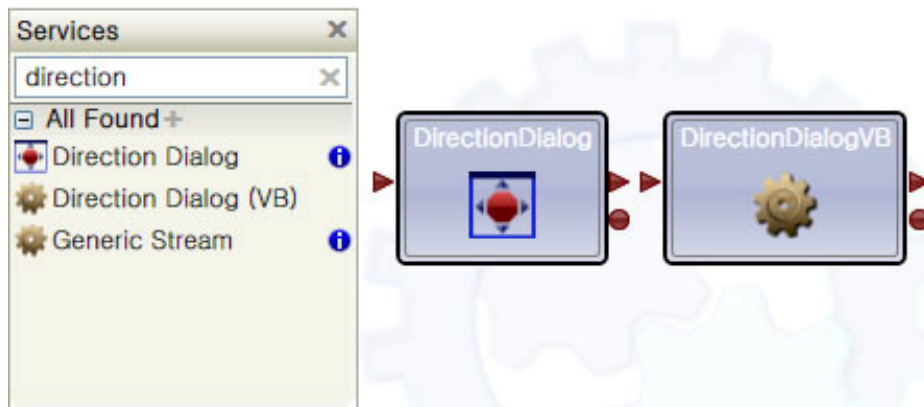 Services
direction
All Found
Direction Dialog
Direction Dialog (VB)
Generic Stream
DirectionDialog
DirectionDialogVB